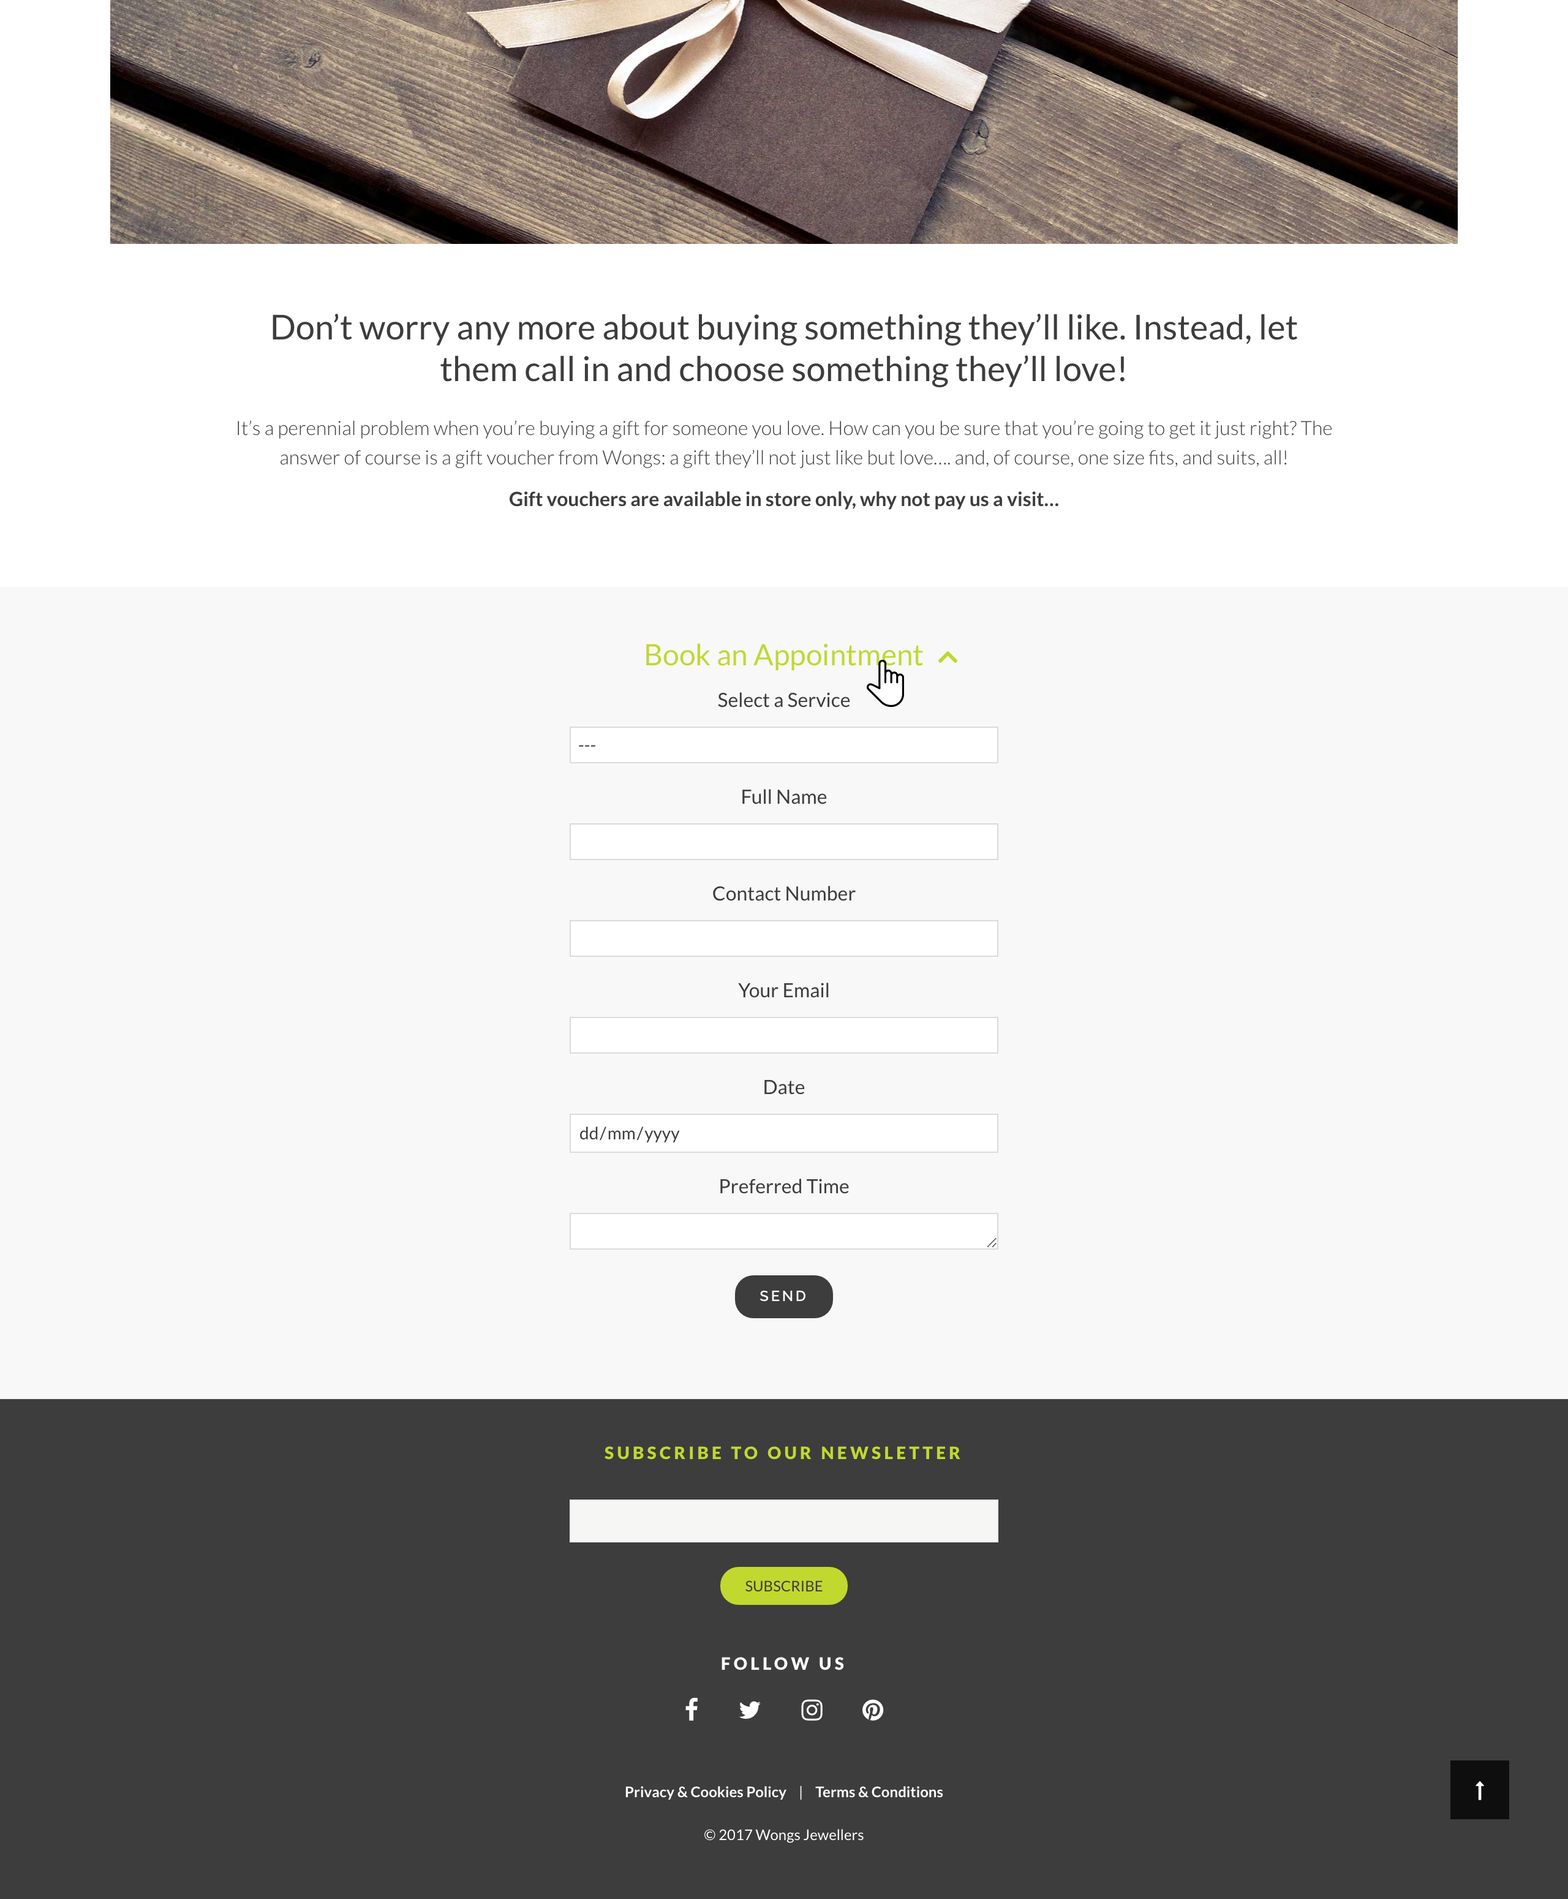 Don’t worry any more about buying something they’ll like. Instead, let
them call in and choose something they’ll love!
It’s a perennial problem when you’re buying a gift for someone you love. How can you be sure that you’re going to get it just right? The
answer of course is a gift voucher from Wongs: a gift they’ll not just like but love…. and, of course, one size fits, and suits, all!
Gift vouchers are available in store only, why not pay us a visit…
Book an Appointment
Select a Service
---
Full Name
Contact Number
Your Email
Date
dd/mm/yyyy
Preferred Time
SEND
SUBSCRIBE TO OUR NEWSLETTER
SUBSCRIBE
FOLLOW US
Privacy & Cookies Policy | Terms & Conditions
© 2017 Wongs Jewellers